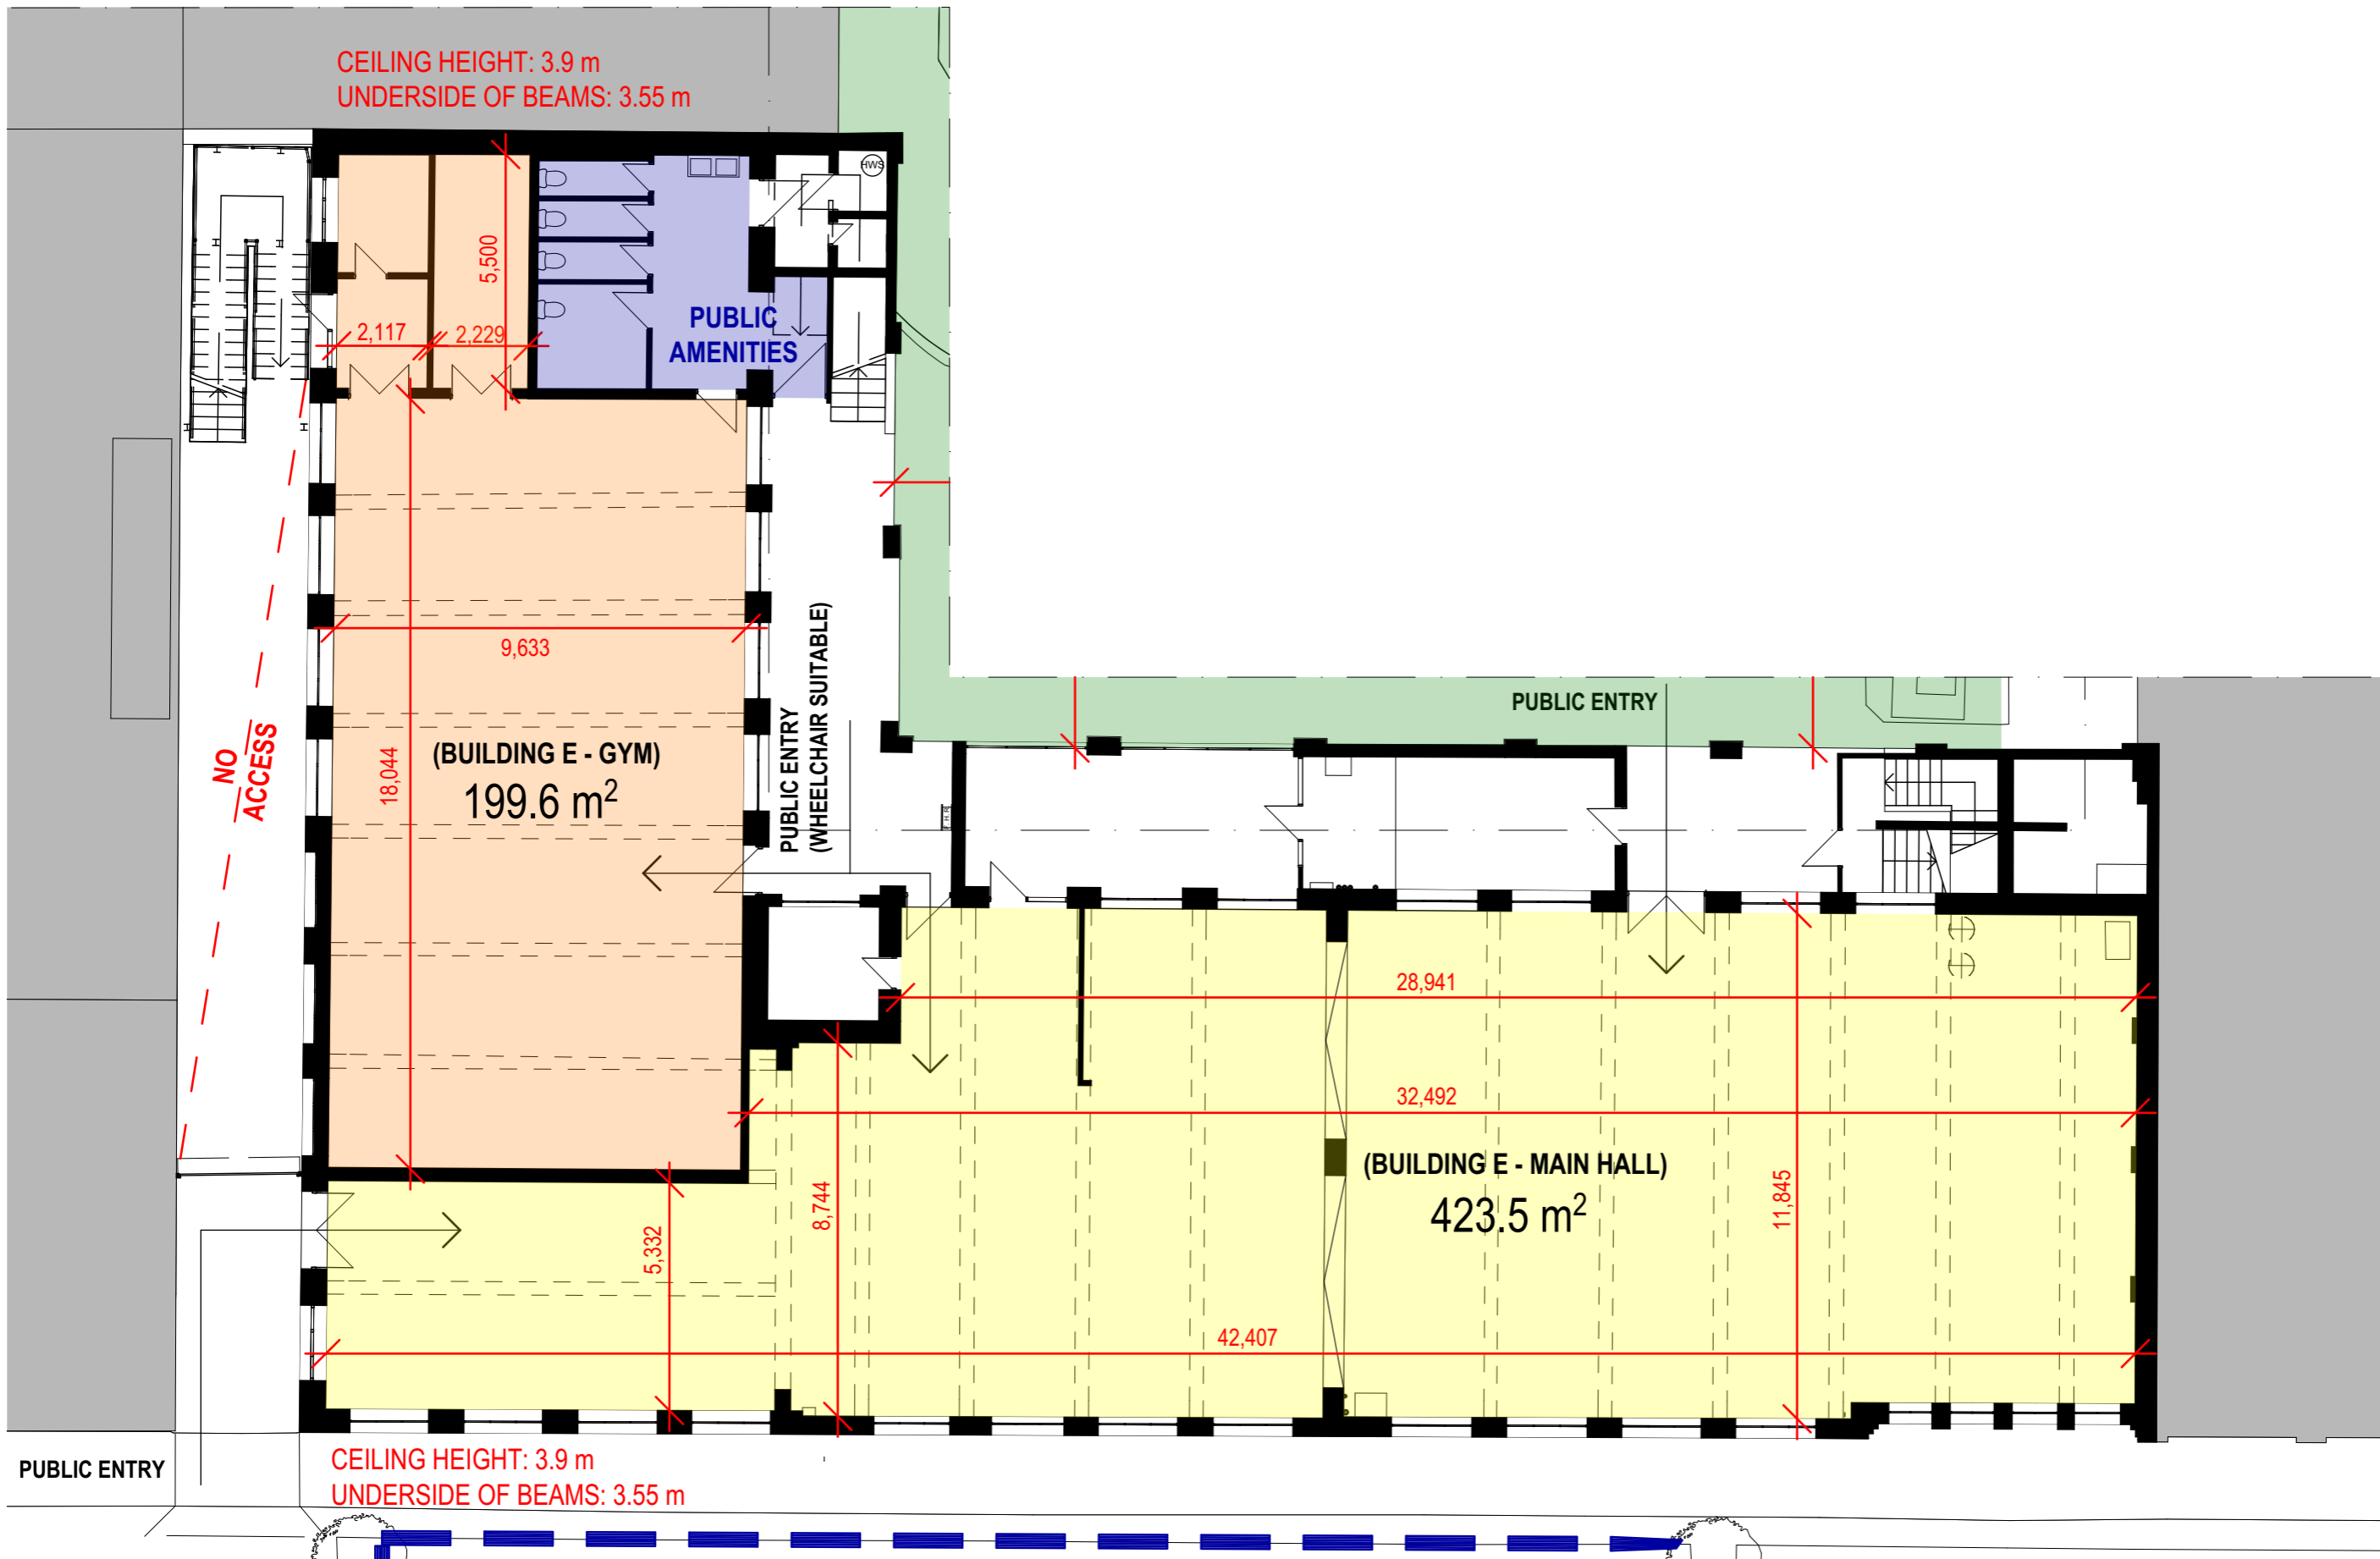 CEILING HEIGHT: 3.9 m
UNDERSIDE OF BEAMS: 3.55 m
HWS
5,500
2,117
2,229
PUBLIC
AMENITIES
9,633
PUBLIC ENTRY
(WHEELCHAIR SUITABLE)
PUBLIC ENTRY
NO
ACCESS
18,044
(BUILDING E - GYM)
199.6 m²
F.H.R
28,941
32,492
(BUILDING E - MAIN HALL)
423.5 m²
11,845
8,744
5,332
42,407
PUBLIC ENTRY
CEILING HEIGHT: 3.9 m
UNDERSIDE OF BEAMS: 3.55 m